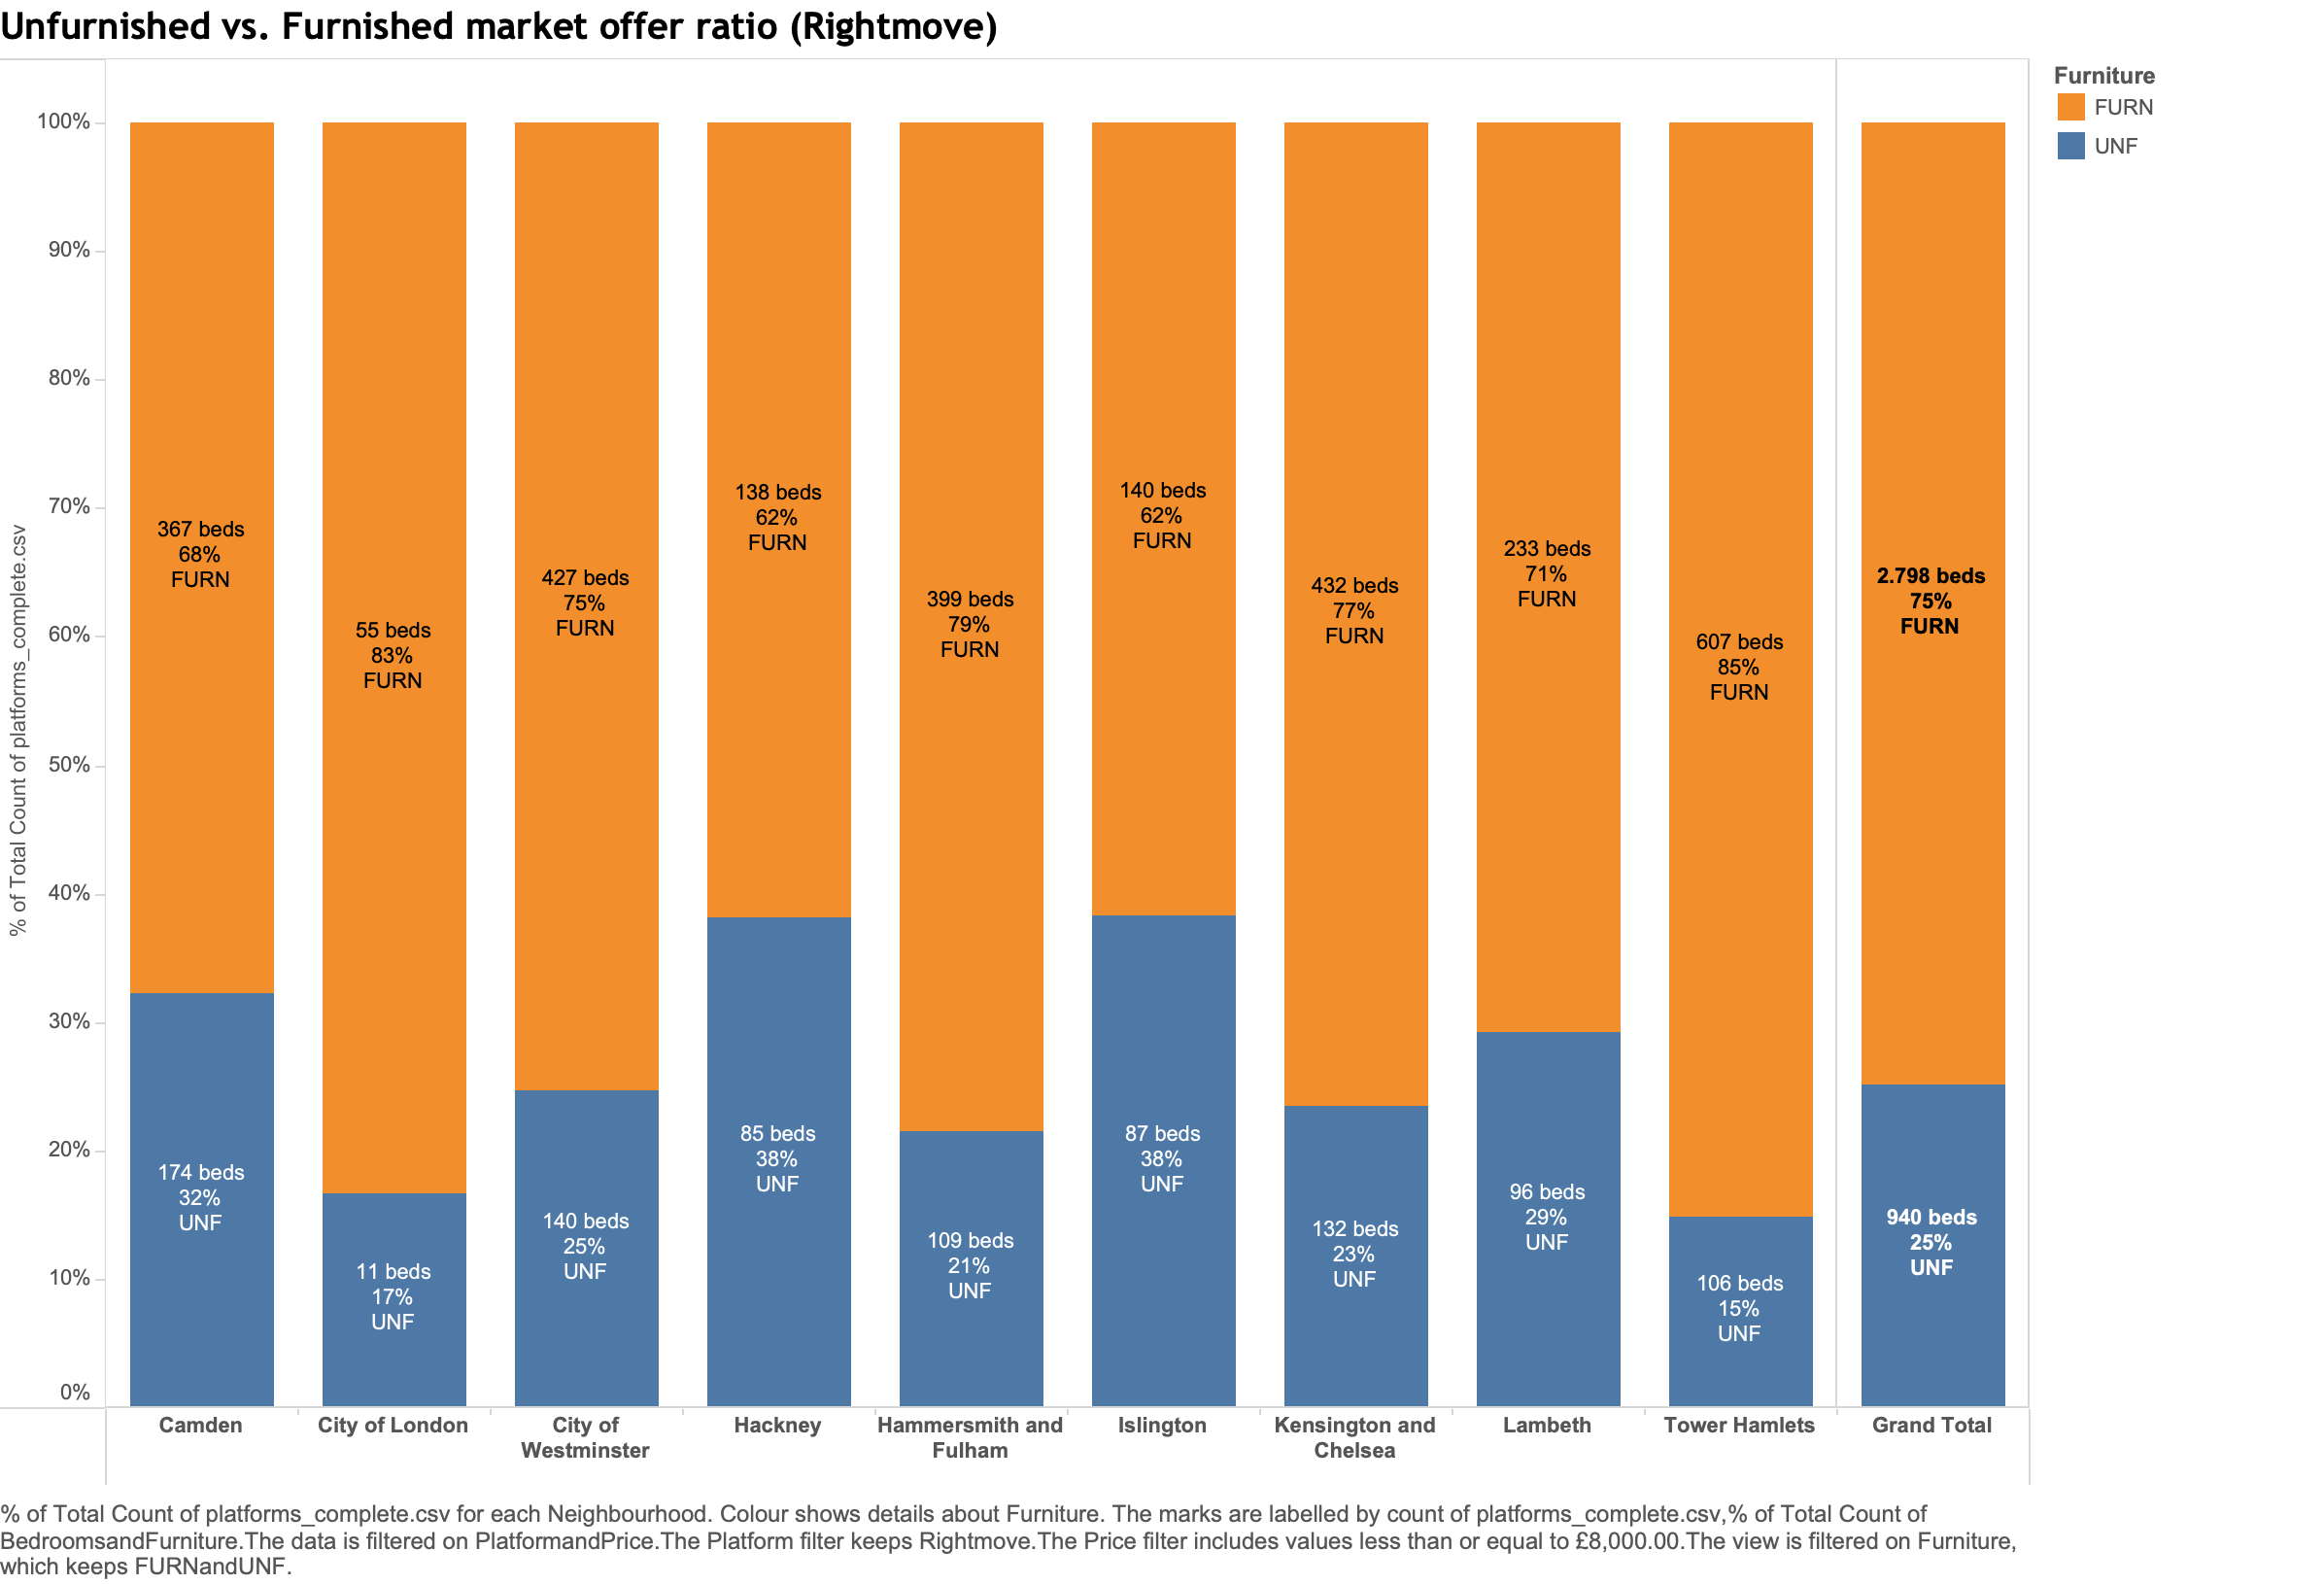 Unfurnished vs. Furnished market offer ratio (Rightmove)
Furniture
FURN
UNF
% of Total Count of platforms_complete.csv
100%
90%
80%
70%
60%
50%
40%
30%
20%
10%
0%
367 beds
68%
FURN
174 beds
32%
UNF
55 beds
83%
FURN
11 beds
17%
UNF
427 beds
75%
FURN
140 beds
25%
UNF
138 beds
62%
FURN
85 beds
38%
UNF
399 beds
79%
FURN
109 beds
21%
UNF
140 beds
62%
FURN
87 beds
38%
UNF
432 beds
77%
FURN
132 beds
23%
UNF
233 beds
71%
FURN
96 beds
29%
UNF
607 beds
85%
FURN
106 beds
15%
UNF
2.798 beds
75%
FURN
940 beds
25%
UNF
Camden
City of London
City of
Westminster
Hackney
Hammersmith and
Fulham
Islington
Kensington and
Chelsea
Lambeth
Tower Hamlets
Grand Total
% of Total Count of platforms_complete.csv for each Neighbourhood. Colour shows details about Furniture. The marks are labelled by count of platforms_complete.csv,% of Total Count of
BedroomsandFurniture.The data is filtered on PlatformandPrice.The Platform filter keeps Rightmove.The Price filter includes values less than or equal to £8,000.00.The view is filtered on Furniture,
which keeps FURNandUNF.